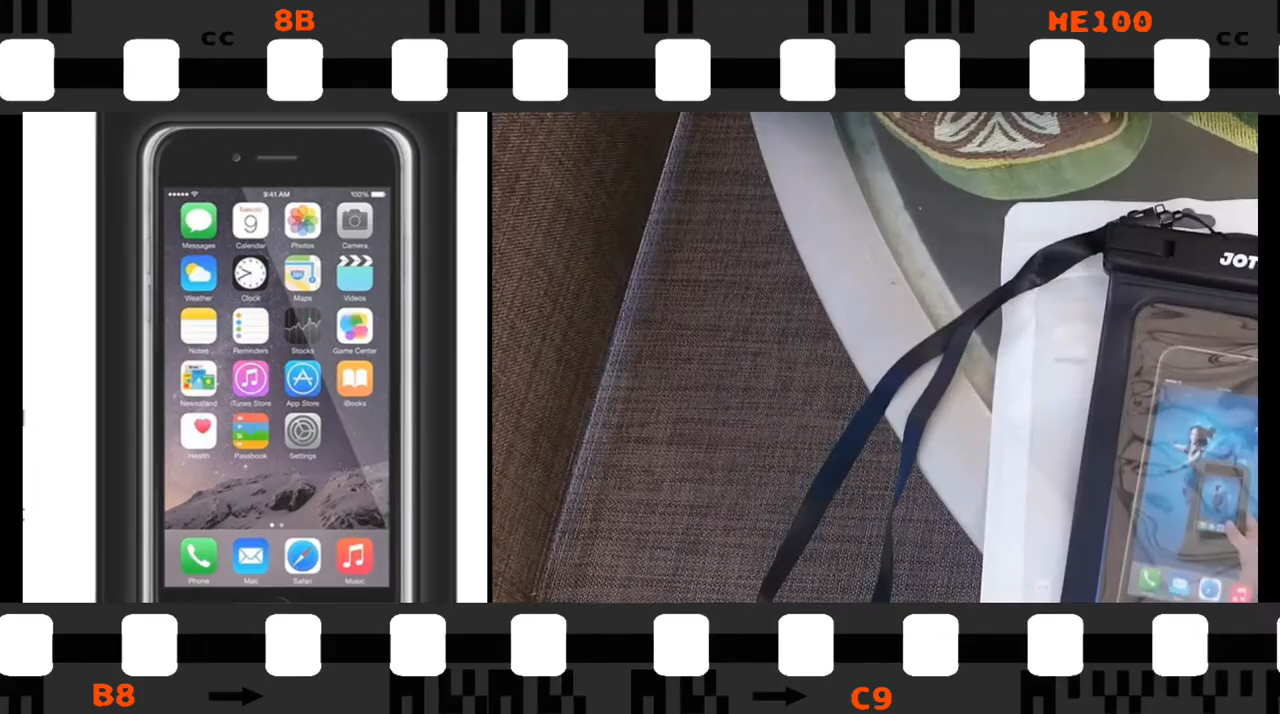 8B
cc
ME100
cc
9:41 AM
100%
Tuesday
9
Messages Calendar Photos Camera
Weather Clock Maps Videos
Notes Reminders Stocks Game Center
Newsstand iTunes Store App Store iBooks
Health Passbook Settings
Phone Mail Safari Music
JOT
B8
C9